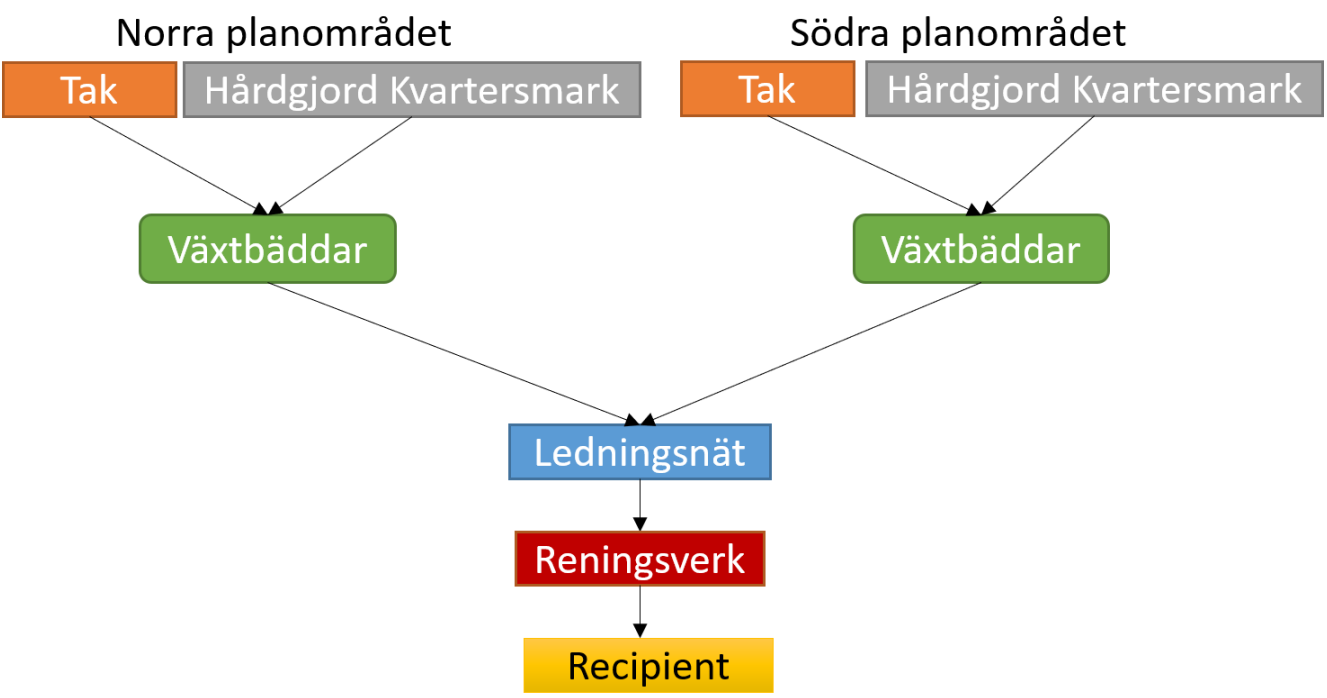 Norra planområdet
Södra planområdet
Tak
Hårdgjord Kvartersmark
Tak
Hårdgjord Kvartersmark
Växtbäddar
Växtbäddar
Ledningsnät
Reningsverk
Recipient